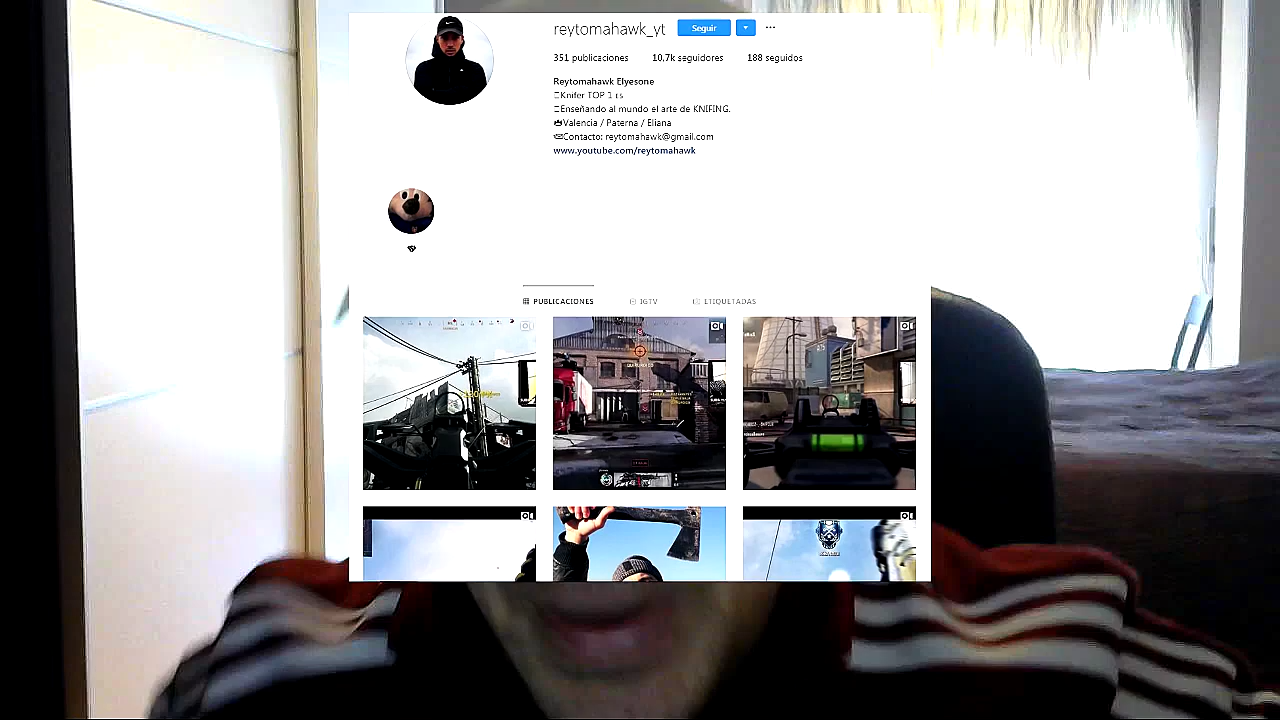 reytomahawk_yt Seguir
351 publicaciones 10,7k seguidores 188 seguidos
Reytomahawk Elyesone
Knifer TOP 1 🇪🇸
Enseñando al mundo el arte de KNIFING.
Valencia / Paterna / Eliana
Contacto: reytomahawk@gmail.com
www.youtube.com/reytomahawk
PUBLICACIONES IGTV ETIQUETADAS